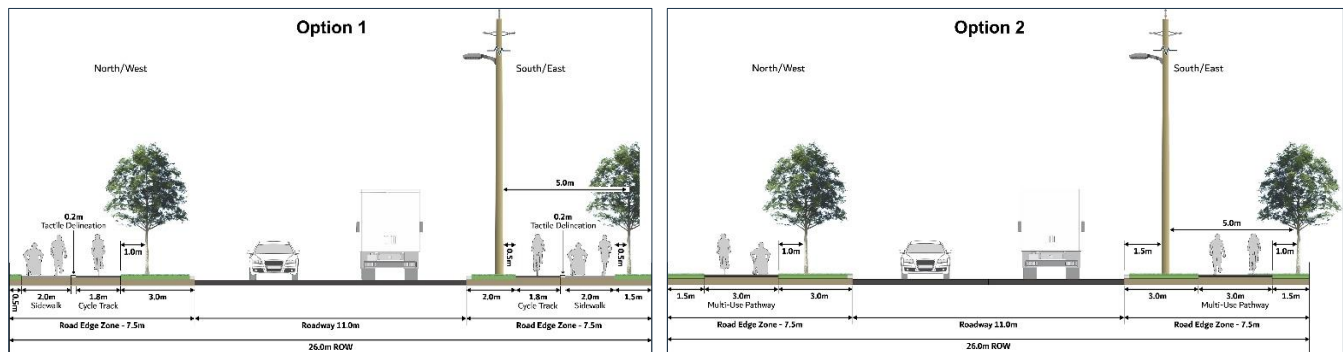 Option 1
North/West
South/East
5.0m
0.2m
Tactile Delineation
0.2m
Tactile Delineation
1.0m
0.5m
0.5m
0.5m
2.0m
Sidewalk
1.8m
Cycle Track
3.0m
2.0m
1.8m
Cycle Track
2.0m
Sidewalk
1.5m
Road Edge Zone - 7.5m
Roadway 11.0m
Road Edge Zone - 7.5m
26.0m ROW
Option 2
North/West
South/East
5.0m
1.0m
1.5m
1.0m
1.5m
3.0m
3.0m
Multi-Use Pathway
3.0m
3.0m
1.5m
Multi-Use Pathway
Road Edge Zone - 7.5m
Roadway 11.0m
Road Edge Zone - 7.5m
26.0m ROW